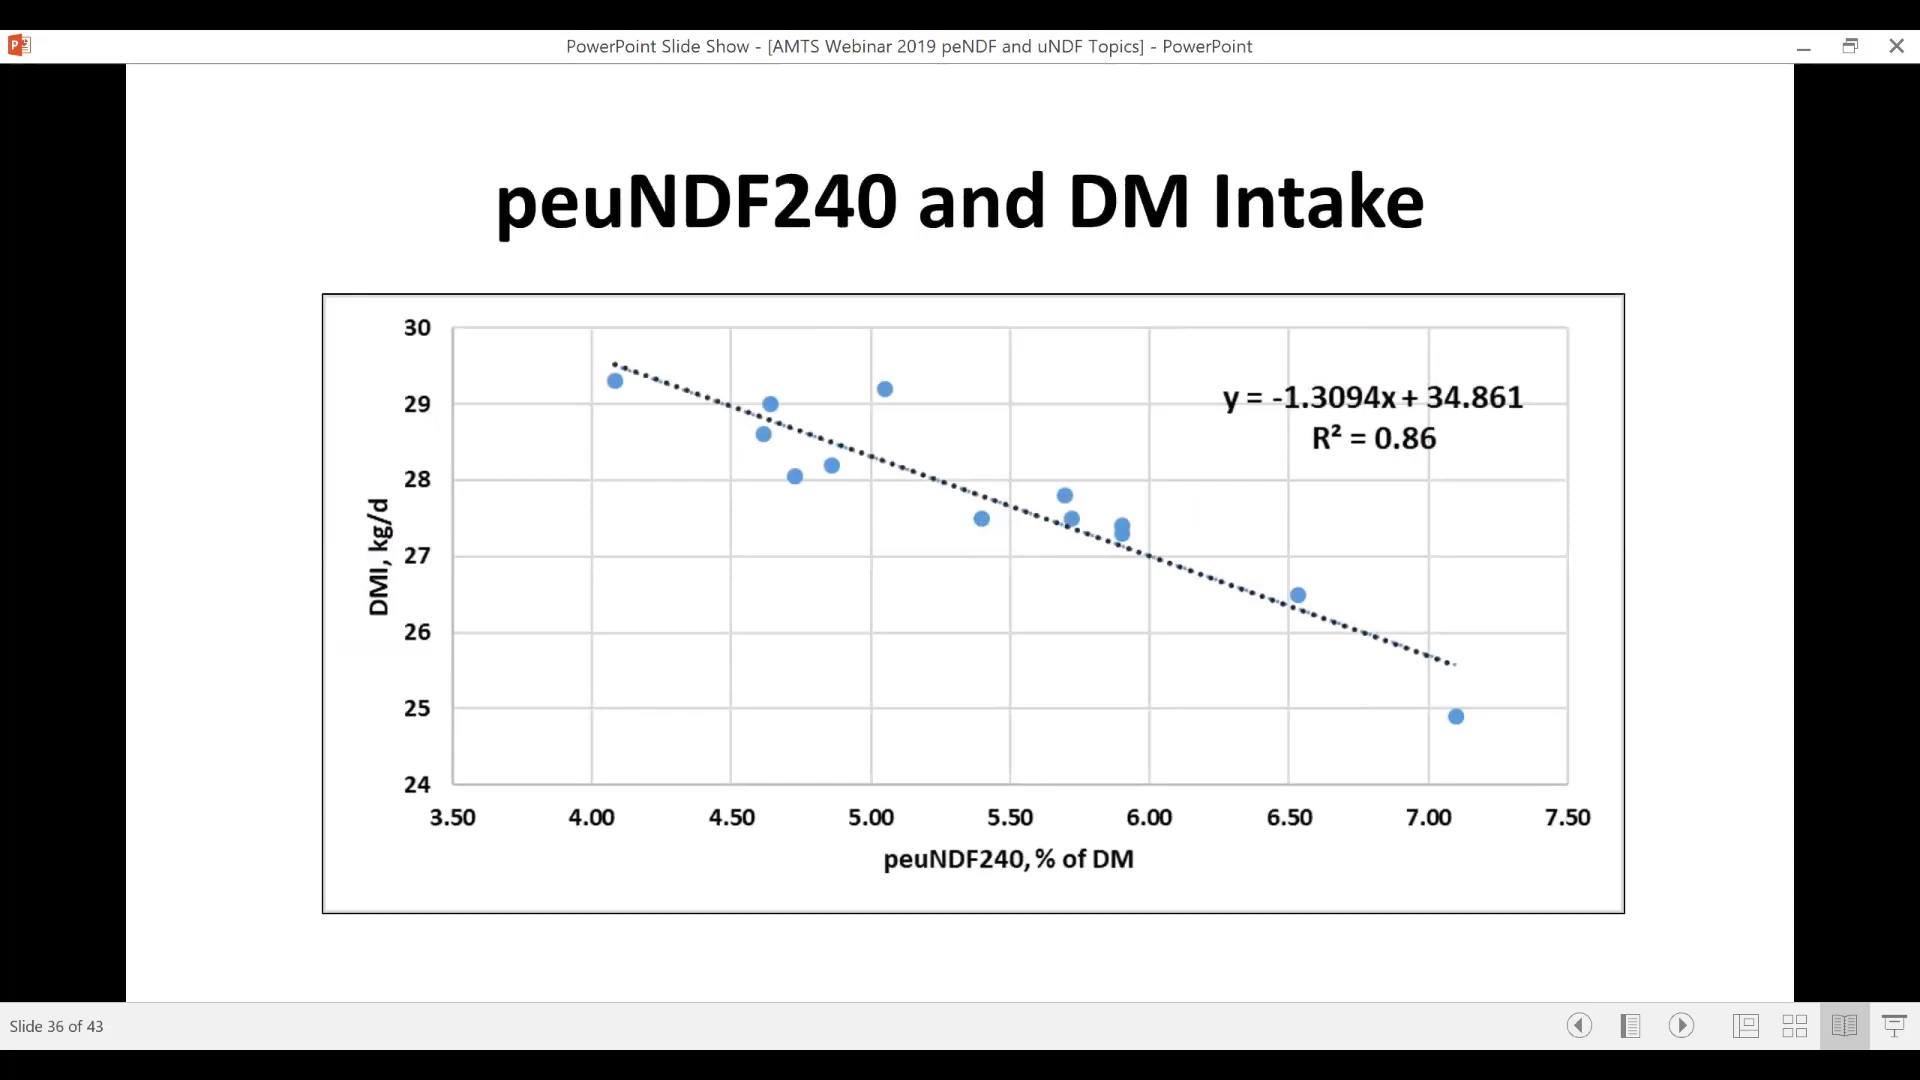 PowerPoint Slide Show - [AMTS Webinar 2019 peNDF and uNDF Topics] - PowerPoint
peuNDF240 and DM Intake
y = -1.3094x + 34.861
R² = 0.86
DMI, kg/d
30
29
28
27
26
25
24
3.50 4.00 4.50 5.00 5.50 6.00 6.50 7.00 7.50
peuNDF240, % of DM
Slide 36 of 43